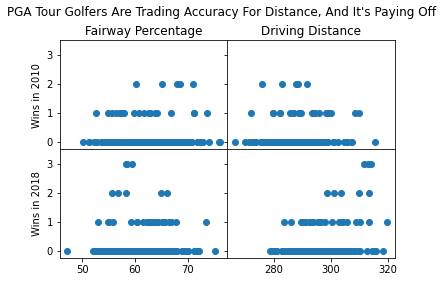 PGA Tour Golfers Are Trading Accuracy For Distance, And It's Paying Off
Fairway Percentage
Driving Distance
Wins in 2010
3
2
1
0
Wins in 2018
3
2
1
0
50 60 70
280 300 320